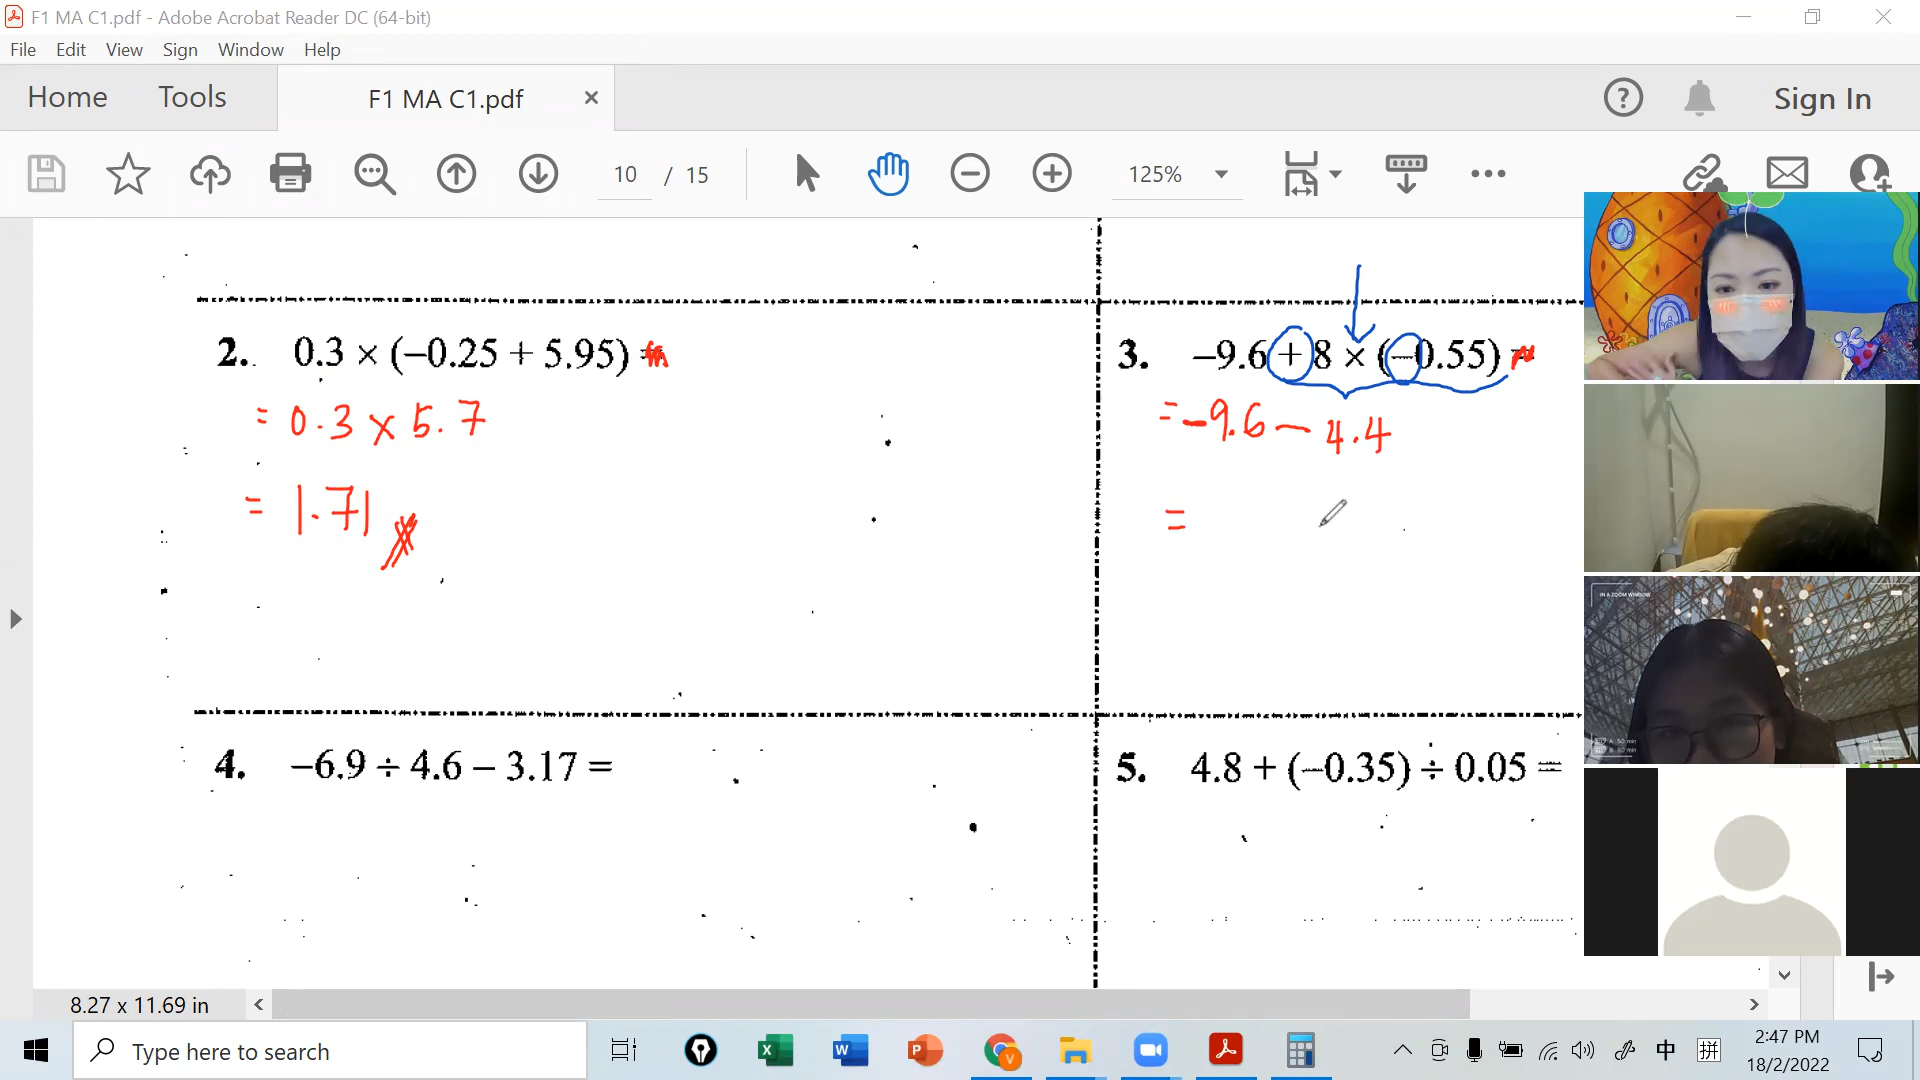 F1 MA C1.pdf - Adobe Acrobat Reader DC (64-bit)
File Edit View Sign Window Help
Home Tools F1 MA C1.pdf × Sign In
10 / 15 125%
2. 0.3 × (−0.25 + 5.95) =
= 0.3 × 5.7
= 1.71
3. −9.6 + 8 × (−0.55) =
= −9.6 − 4.4
=
4. −6.9 ÷ 4.6 − 3.17 =
5. 4.8 + (−0.35) ÷ 0.05 =
IN A ZOOM WINDOW
8.27 x 11.69 in
Type here to search
中 拼
2:47 PM
18/2/2022